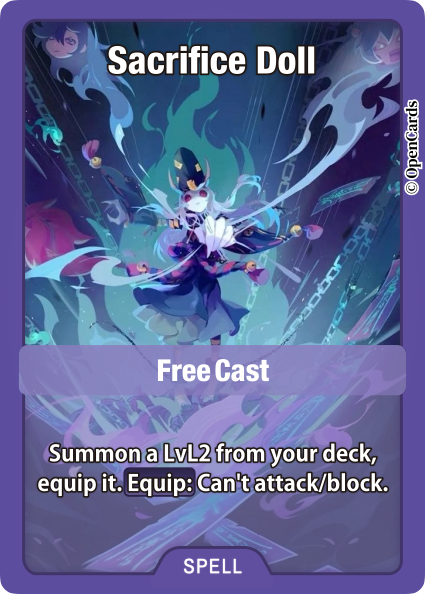 Sacrifice Doll
© OpenCards
Free Cast
Summon a LvL2 from your deck,
equip it. Equip: Can't attack/block.
SPELL